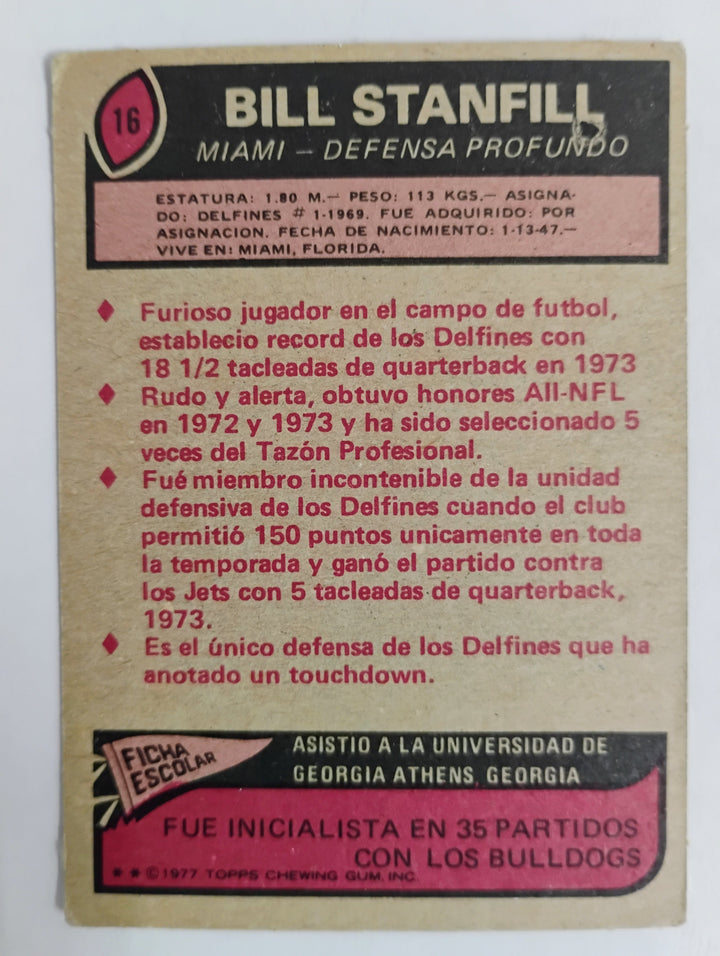 16
BILL STANFILL
MIAMI – DEFENSA PROFUNDO
ESTATURA: 1.80 M.— PESO: 113 KGS.— ASIGNA-
DO: DELFINES # 1-1969. FUE ADQUIRIDO: POR
ASIGNACION. FECHA DE NACIMIENTO: 1-13-47.—
VIVE EN: MIAMI, FLORIDA.
Furioso jugador en el campo de futbol,
establecio record de los Delfines con
18 1/2 tacleadas de quarterback en 1973
Rudo y alerta, obtuvo honores All-NFL
en 1972 y 1973 y ha sido seleccionado 5
veces del Tazón Profesional.
Fué miembro incontenible de la unidad
defensiva de los Delfines cuando el club
permitió 150 puntos unicamente en toda
la temporada y ganó el partido contra
los Jets con 5 tacleadas de quarterback,
1973.
Es el único defensa de los Delfines que ha
anotado un touchdown.
FICHA
ESCOLAR
ASISTIO A LA UNIVERSIDAD DE
GEORGIA ATHENS, GEORGIA
FUE INICIALISTA EN 35 PARTIDOS
CON LOS BULLDOGS
* * ©1977 TOPPS CHEWING GUM, INC.